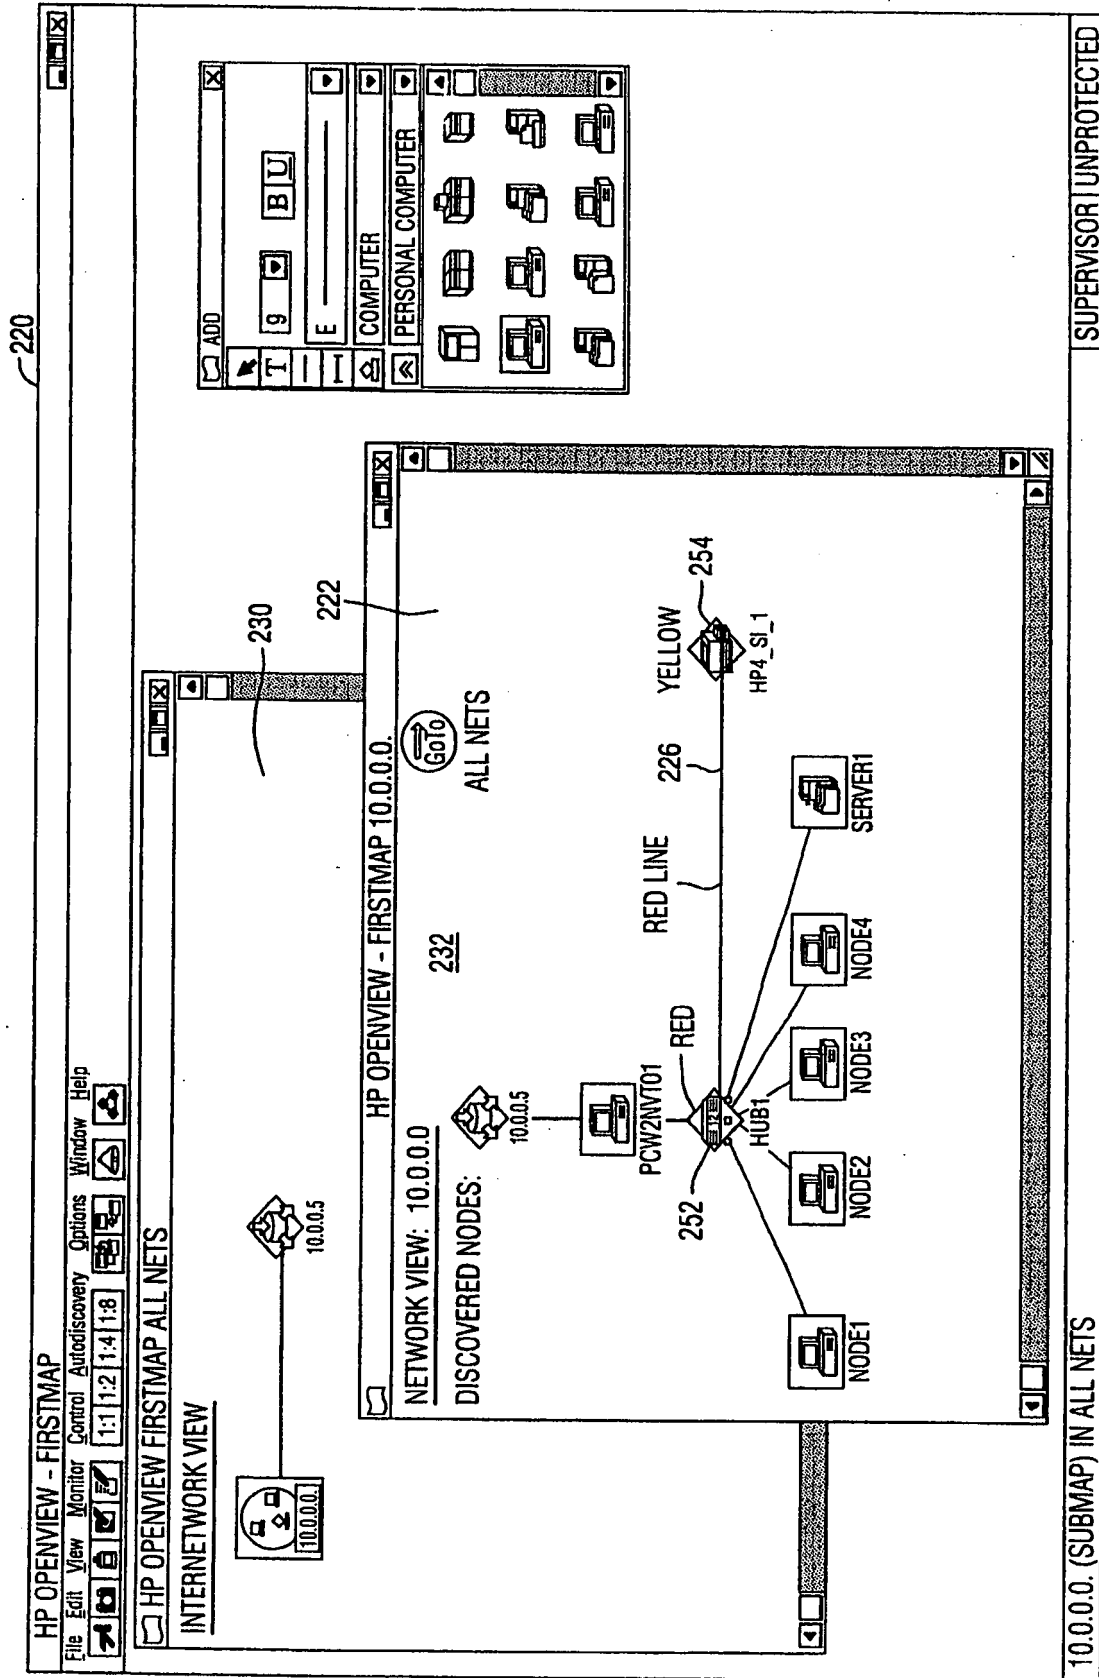 220
HP OPENVIEW - FIRSTMAP
File Edit View Monitor Control Autodiscovery Options Window Help
1:1 1:2 1:4 1:8
HP OPENVIEW FIRSTMAP ALL NETS
INTERNETWORK VIEW
10.0.0.0.
10.0.0.5
230
ADD
T
9
B U
E
COMPUTER
PERSONAL COMPUTER
222
HP OPENVIEW - FIRSTMAP 10.0.0.0.
NETWORK VIEW: 10.0.0.0
DISCOVERED NODES:
232
GoTo
ALL NETS
10.0.0.5
PCW2NVT01
RED
252
12
HUB1
RED LINE
226
YELLOW
254
HP4_SI_1
NODE1
NODE2
NODE3
NODE4
SERVER1
10.0.0.0. (SUBMAP) IN ALL NETS
SUPERVISOR UNPROTECTED